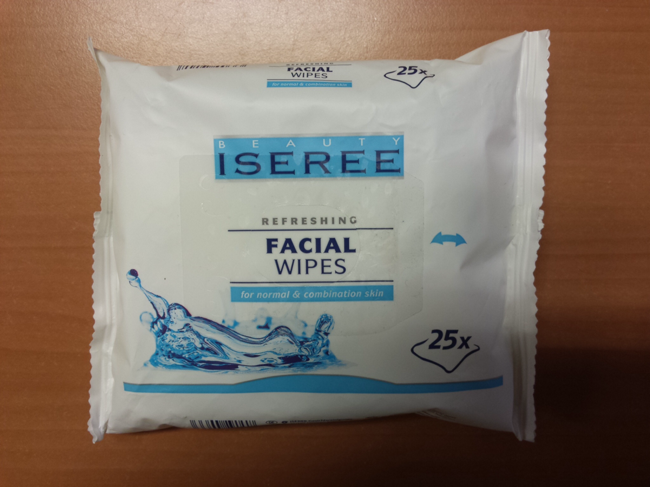 REFRESHING
FACIAL
WIPES
for normal & combination skin
25x
BEAUTY
ISEREE
REFRESHING
FACIAL
WIPES
for normal & combination skin
25x